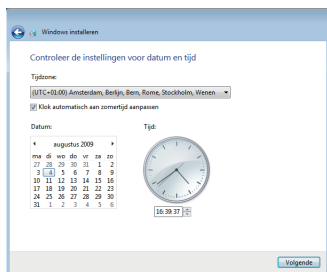 Windows installeren
Controleer de instellingen voor datum en tijd
Tijdzone:
(UTC+01:00) Amsterdam, Berlijn, Bern, Rome, Stockholm, Wenen
Klok automatisch aan zomertijd aanpassen
Datum: Tijd:
augustus 2009
ma di wo do vr za zo
27 28 29 30 31 1 2
3 4 5 6 7 8 9
10 11 12 13 14 15 16
17 18 19 20 21 22 23
24 25 26 27 28 29 30
31 1 2 3 4 5 6
16:39:37
Volgende